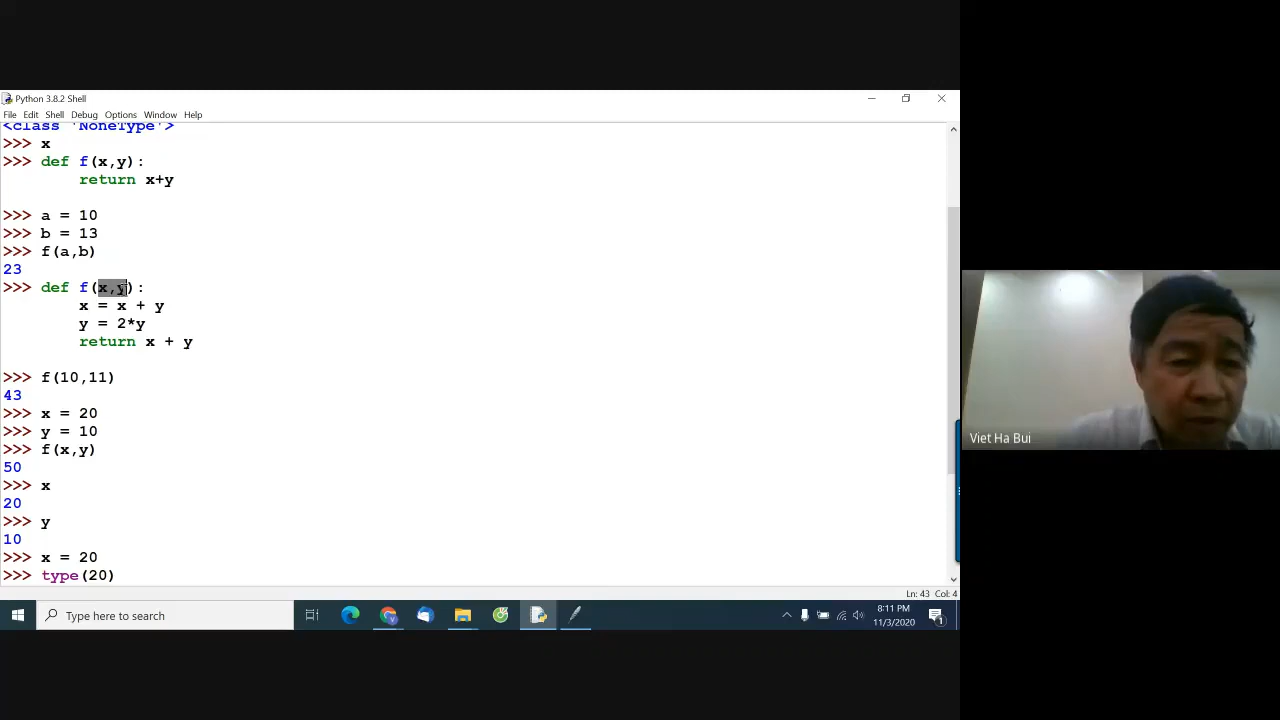 Python 3.8.2 Shell
File Edit Shell Debug Options Window Help
<class 'NoneType'>
>>> x
>>> def f(x,y):
return x+y
>>> a = 10
>>> b = 13
>>> f(a,b)
23
>>> def f(x,y):
x = x + y
y = 2*y
return x + y
>>> f(10,11)
43
>>> x = 20
>>> y = 10
>>> f(x,y)
50
>>> x
20
>>> y
10
>>> x = 20
>>> type(20)
Ln: 43 Col: 4
Type here to search
8:11 PM
11/3/2020
1
Viet Ha Bui